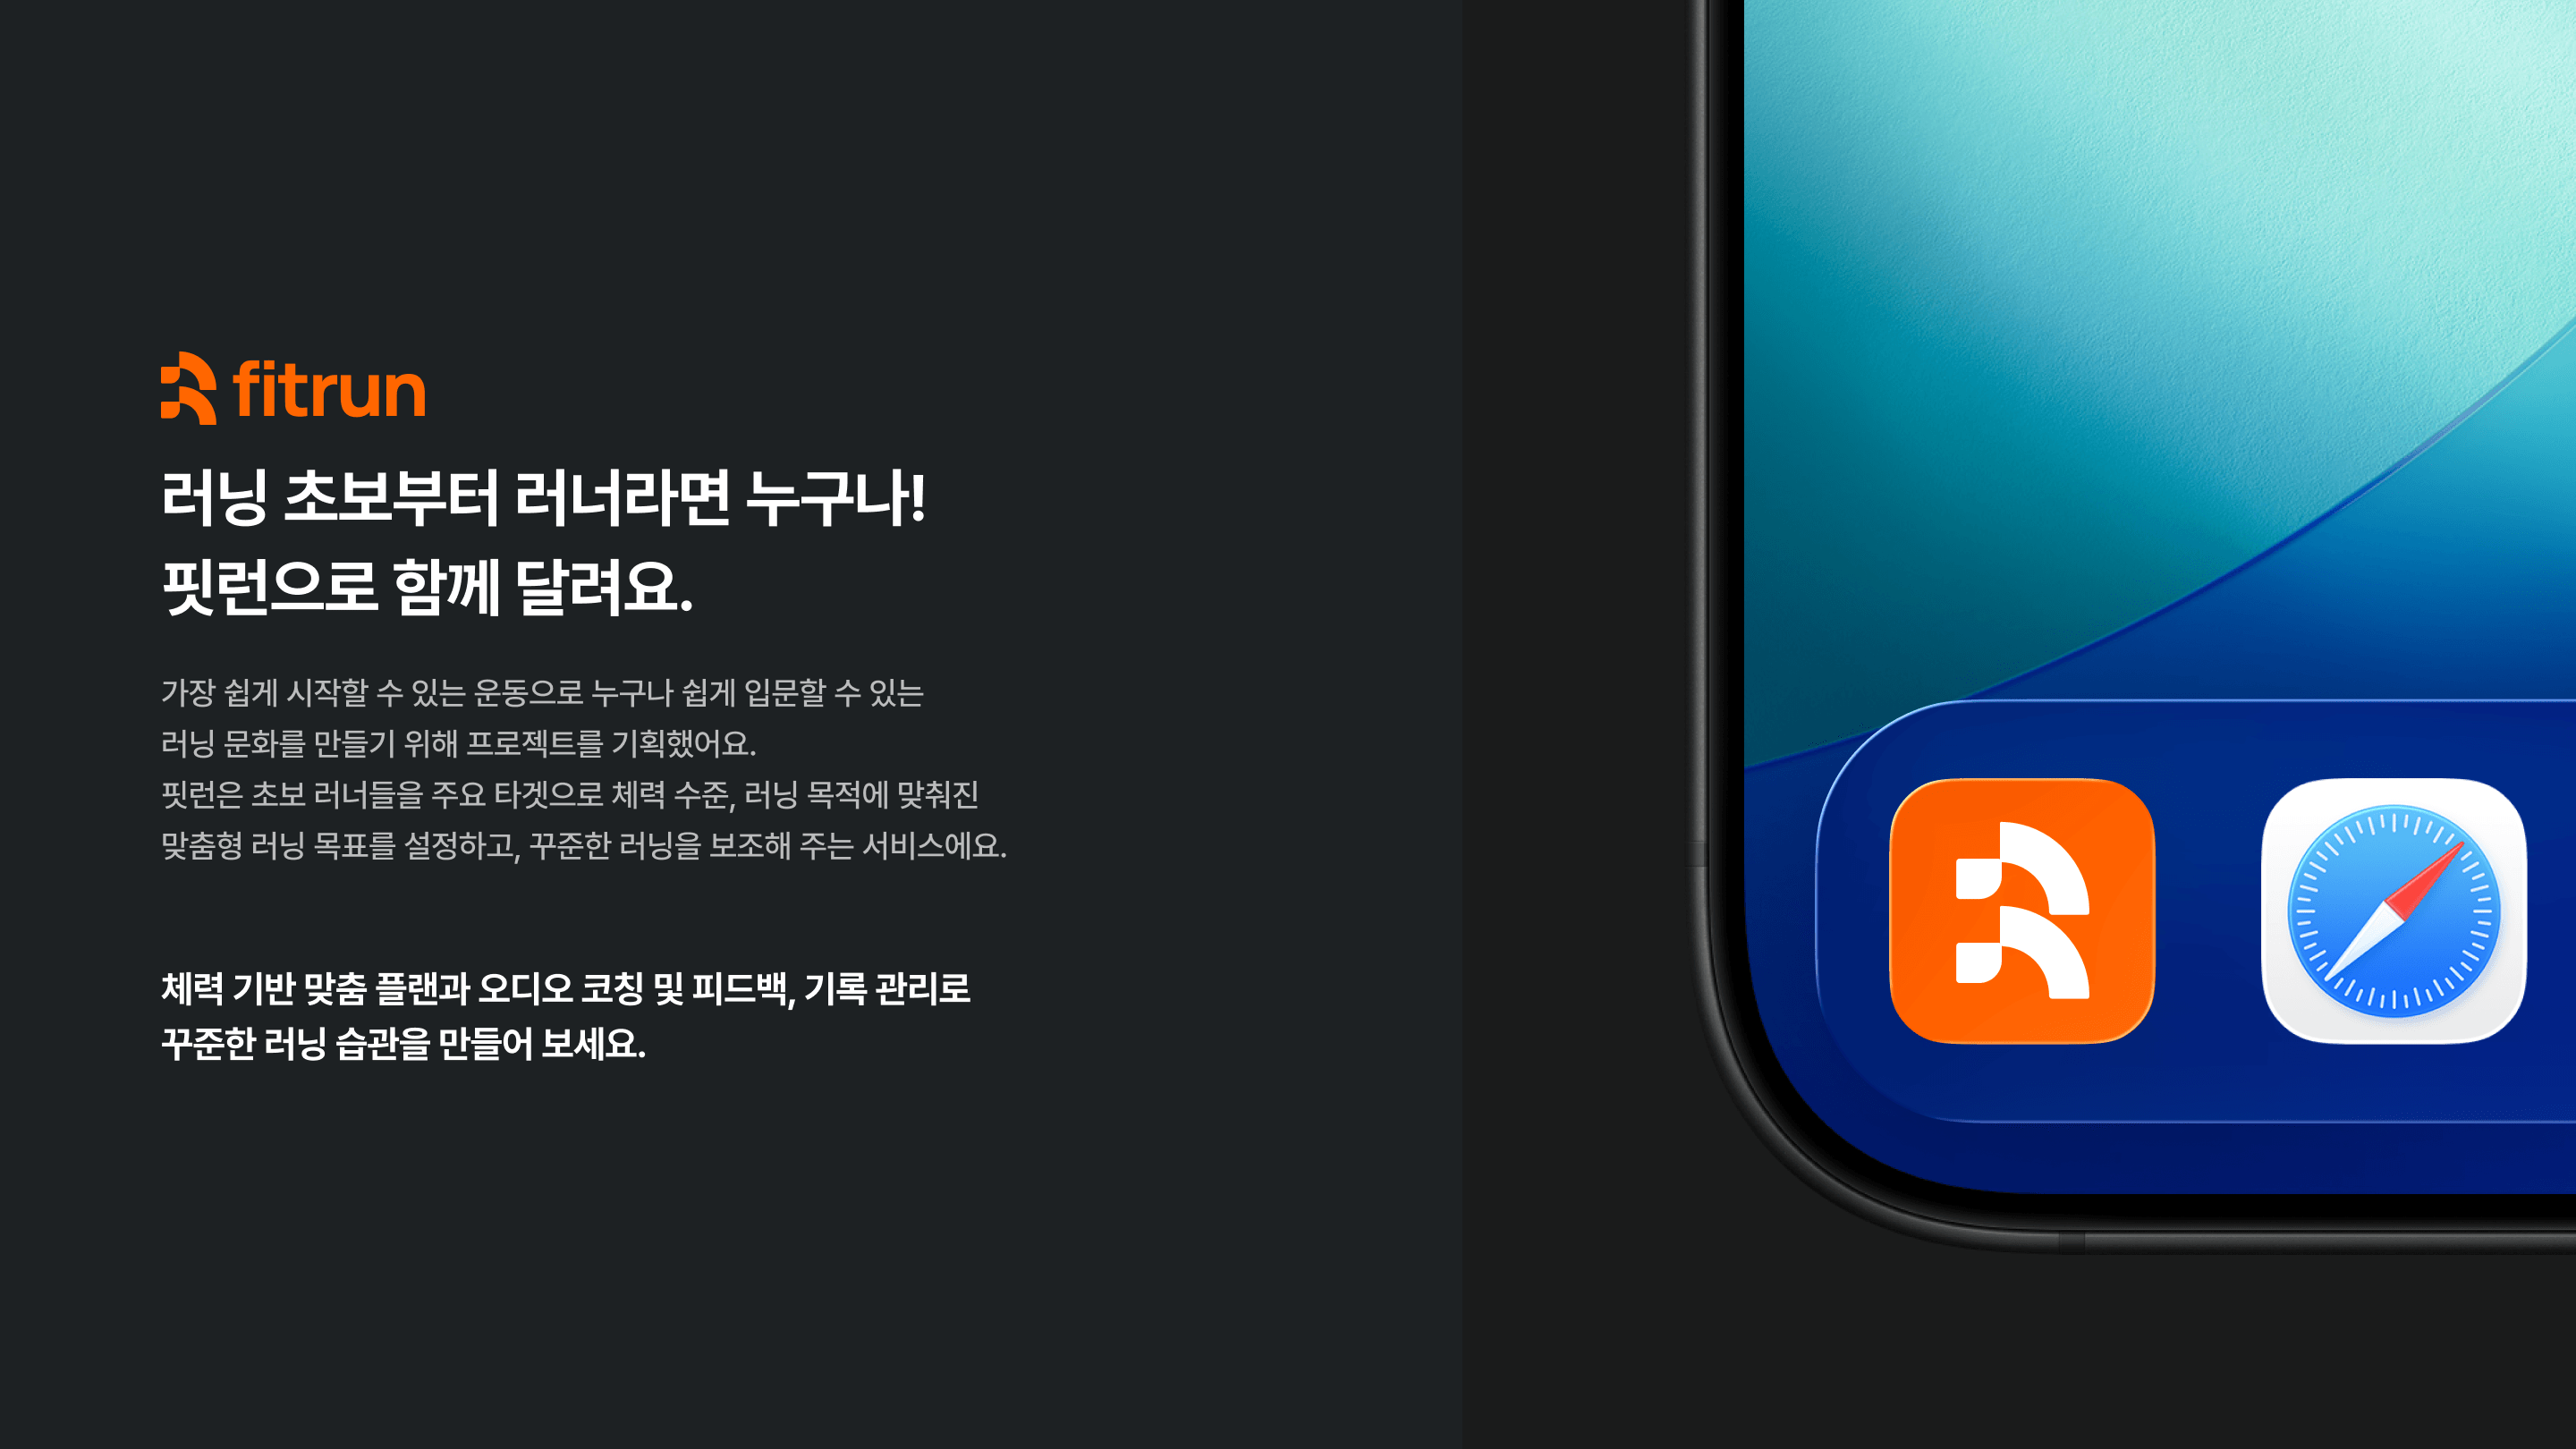 fitrun
러닝 초보부터 러너라면 누구나!
핏런으로 함께 달려요.
가장 쉽게 시작할 수 있는 운동으로 누구나 쉽게 입문할 수 있는
러닝 문화를 만들기 위해 프로젝트를 기획했어요.
핏런은 초보 러너들을 주요 타겟으로 체력 수준, 러닝 목적에 맞춰진
맞춤형 러닝 목표를 설정하고, 꾸준한 러닝을 보조해 주는 서비스에요.
체력 기반 맞춤 플랜과 오디오 코칭 및 피드백, 기록 관리로
꾸준한 러닝 습관을 만들어 보세요.